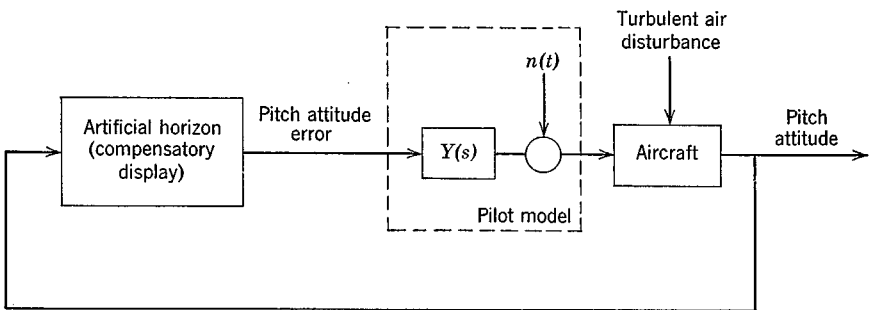 Turbulent air
disturbance
n(t)
Artificial horizon
(compensatory
display)
Pitch attitude
error
Y(s)
Aircraft
Pitch
attitude
Pilot model